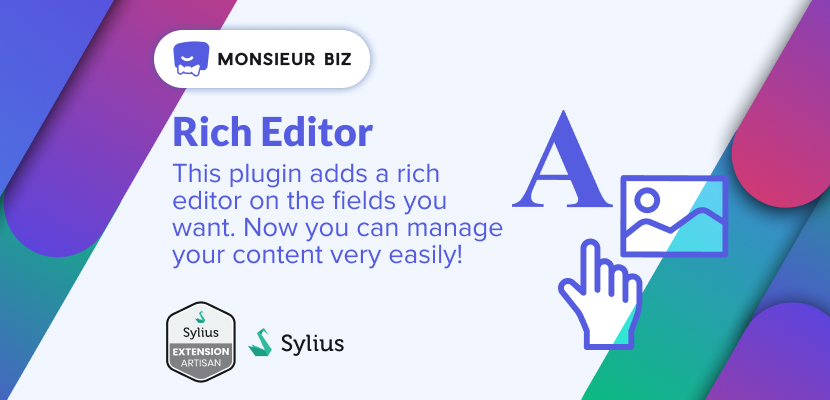 MONSIEUR BIZ
Rich Editor
This plugin adds a rich
editor on the fields you
want. Now you can manage
your content very easily!
A
Sylius
EXTENSION
ARTISAN
Sylius